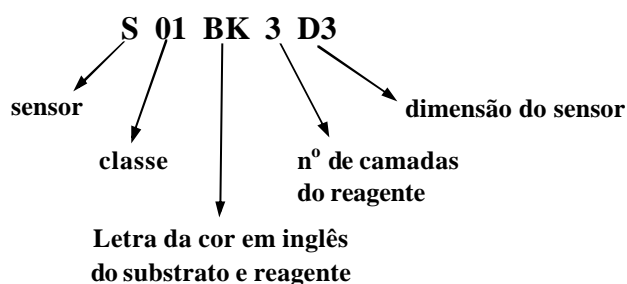 S 01 BK 3 D3
sensor
dimensão do sensor
classe
nº de camadas
do reagente
Letra da cor em inglês
do substrato e reagente